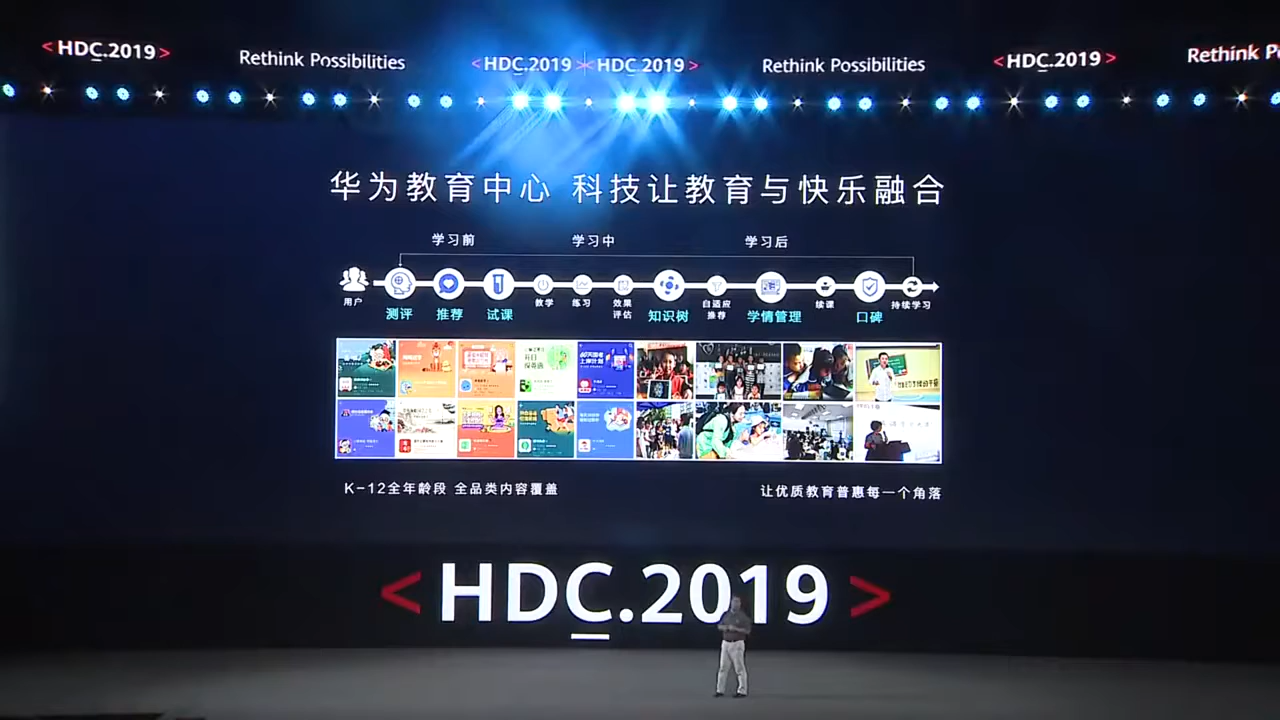 <HDC.2019>
Rethink Possibilities
<HDC.2019>
<HDC.2019>
Rethink Possibilities
<HDC.2019>
Rethink P
华为教育中心 科技让教育与快乐融合
学习前 学习中 学习后
用户 测评 推荐 试课 教学 练习 效果评估 知识树 自适应推荐 学情管理 续课 口碑 持续学习
K-12全年龄段 全品类内容覆盖
让优质教育普惠每一个角落
<HDC.2019>